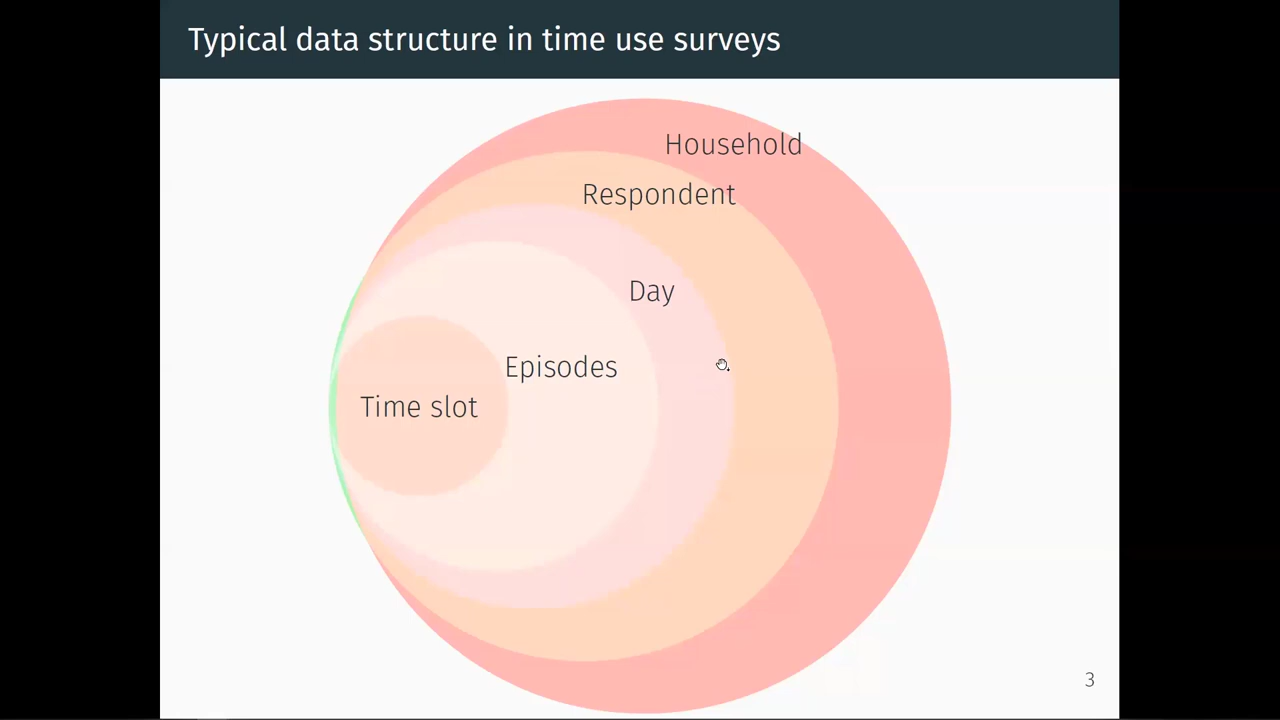 Typical data structure in time use surveys
Household
Respondent
Day
Episodes
Time slot
3